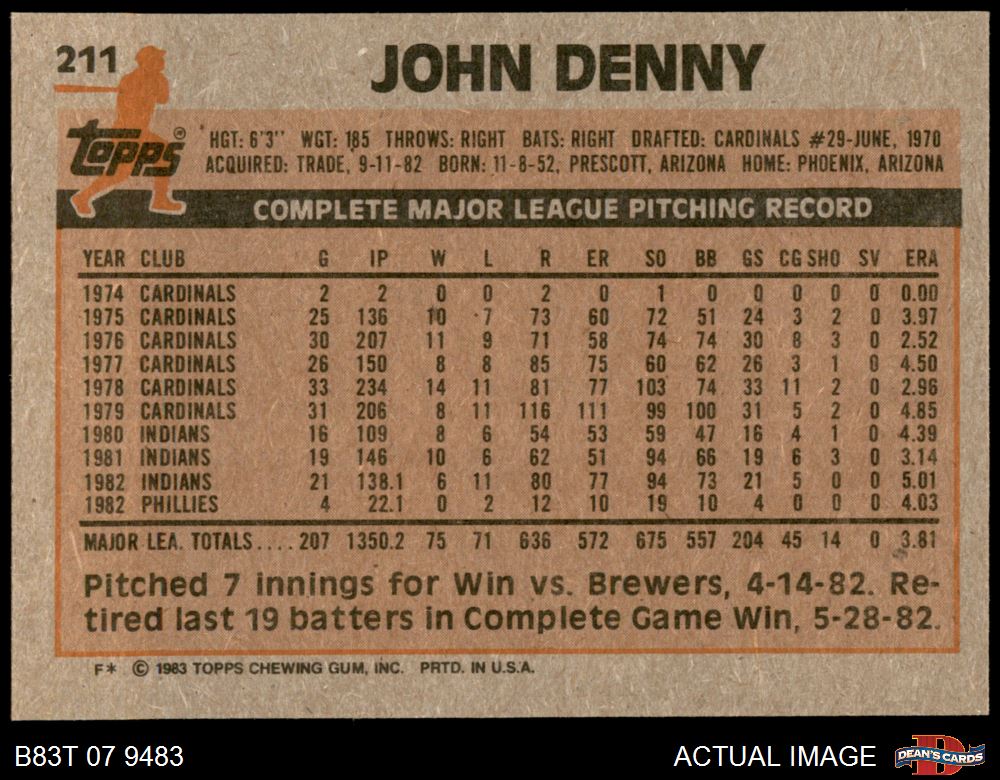 211
JOHN DENNY
Topps®
HGT: 6'3" WGT: 185 THROWS: RIGHT BATS: RIGHT DRAFTED: CARDINALS #29-JUNE, 1970
ACQUIRED: TRADE, 9-11-82 BORN: 11-8-52, PRESCOTT, ARIZONA HOME: PHOENIX, ARIZONA
COMPLETE MAJOR LEAGUE PITCHING RECORD
YEAR CLUB G IP W L R ER SO BB GS CG SHO SV ERA
1974 CARDINALS 2 2 0 0 2 0 1 0 0 0 0 0 0.00
1975 CARDINALS 25 136 10 7 73 60 72 51 24 3 2 0 3.97
1976 CARDINALS 30 207 11 9 71 58 74 74 30 8 3 0 2.52
1977 CARDINALS 26 150 8 8 85 75 60 62 26 3 1 0 4.50
1978 CARDINALS 33 234 14 11 81 77 103 74 33 11 2 0 2.96
1979 CARDINALS 31 206 8 11 116 111 99 100 31 5 2 0 4.85
1980 INDIANS 16 109 8 6 54 53 59 47 16 4 1 0 4.39
1981 INDIANS 19 146 10 6 62 51 94 66 19 6 3 0 3.14
1982 INDIANS 21 138.1 6 11 80 77 94 73 21 5 0 0 5.01
1982 PHILLIES 4 22.1 0 2 12 10 19 10 4 0 0 0 4.03
MAJOR LEA. TOTALS.... 207 1350.2 75 71 636 572 675 557 204 45 14 0 3.81
Pitched 7 innings for Win vs. Brewers, 4-14-82. Re-
tired last 19 batters in Complete Game Win, 5-28-82.
F* © 1983 TOPPS CHEWING GUM, INC. PRTD. IN U.S.A.
B83T 07 9483 ACTUAL IMAGE DEAN'S CARDS